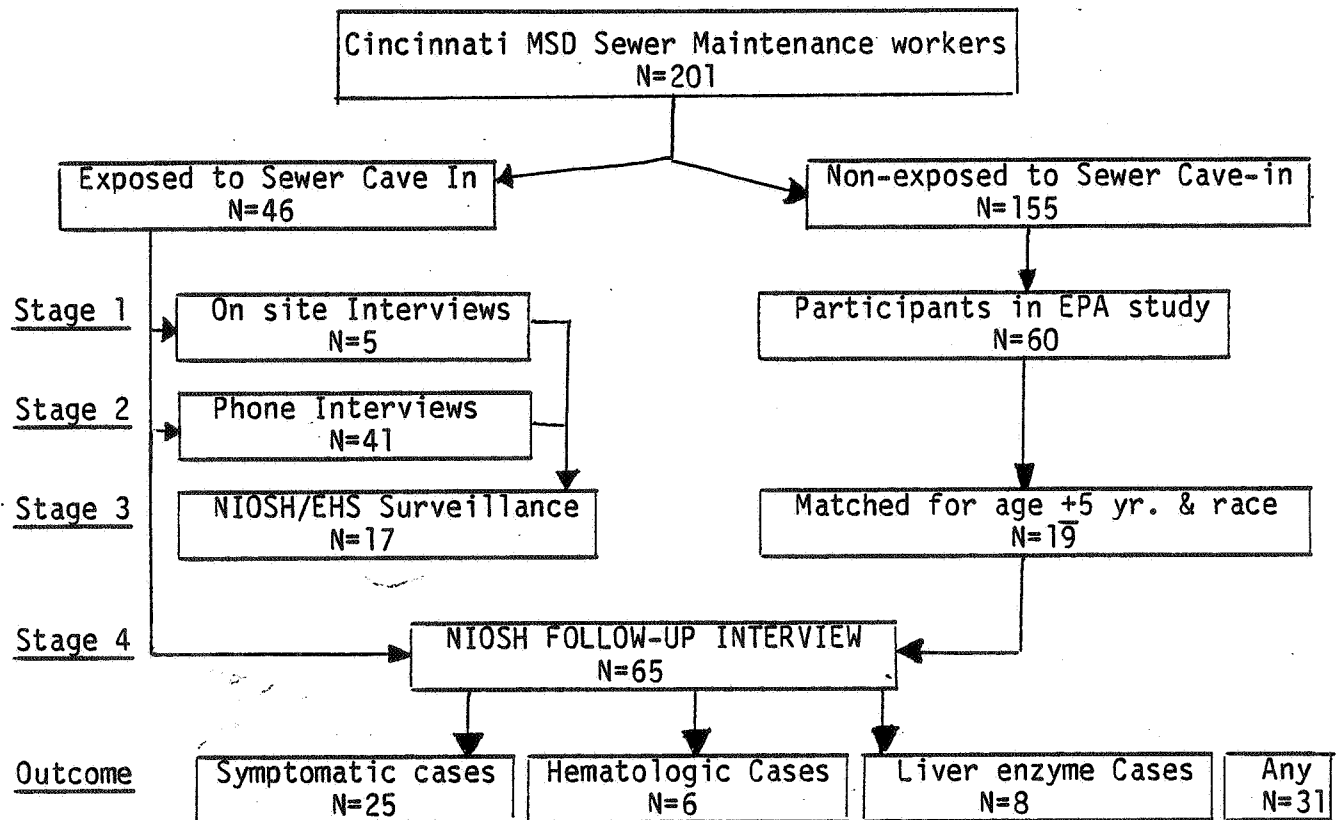 Cincinnati MSD Sewer Maintenance workers
N=201
Exposed to Sewer Cave In
N=46
Non-exposed to Sewer Cave-in
N=155
Stage 1
On site Interviews
N=5
Participants in EPA study
N=60
Stage 2
Phone Interviews
N=41
Stage 3
NIOSH/EHS Surveillance
N=17
Matched for age ±5 yr. & race
N=19
Stage 4
NIOSH FOLLOW-UP INTERVIEW
N=65
Outcome
Symptomatic cases
N=25
Hematologic Cases
N=6
Liver enzyme Cases
N=8
Any
N=31